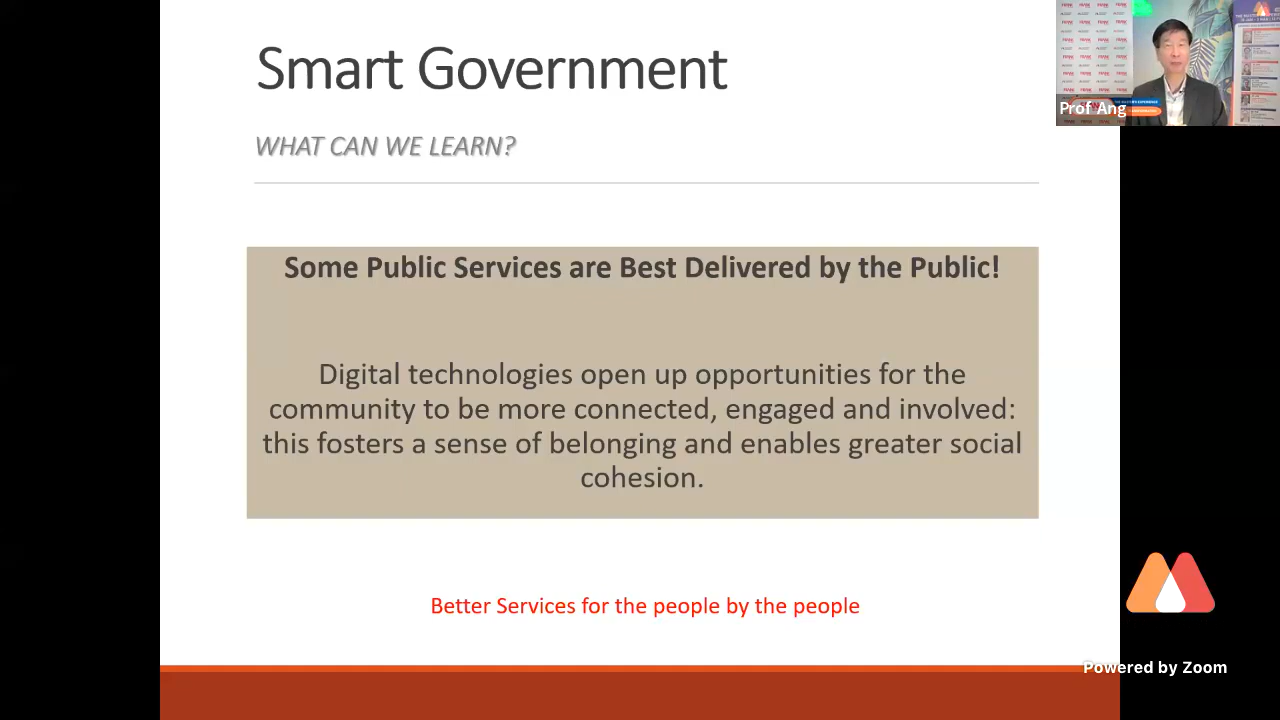 Smart Government
WHAT CAN WE LEARN?
Some Public Services are Best Delivered by the Public!
Digital technologies open up opportunities for the
community to be more connected, engaged and involved:
this fosters a sense of belonging and enables greater social
cohesion.
Better Services for the people by the people
Prof Ang
Powered by Zoom